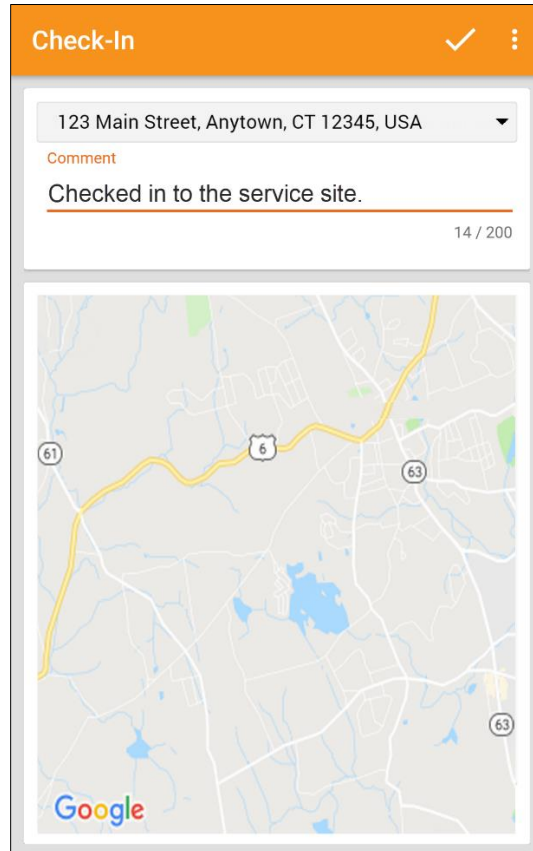 Check-In
123 Main Street, Anytown, CT 12345, USA
Comment
Checked in to the service site.
14 / 200
6
61
63
63
Google